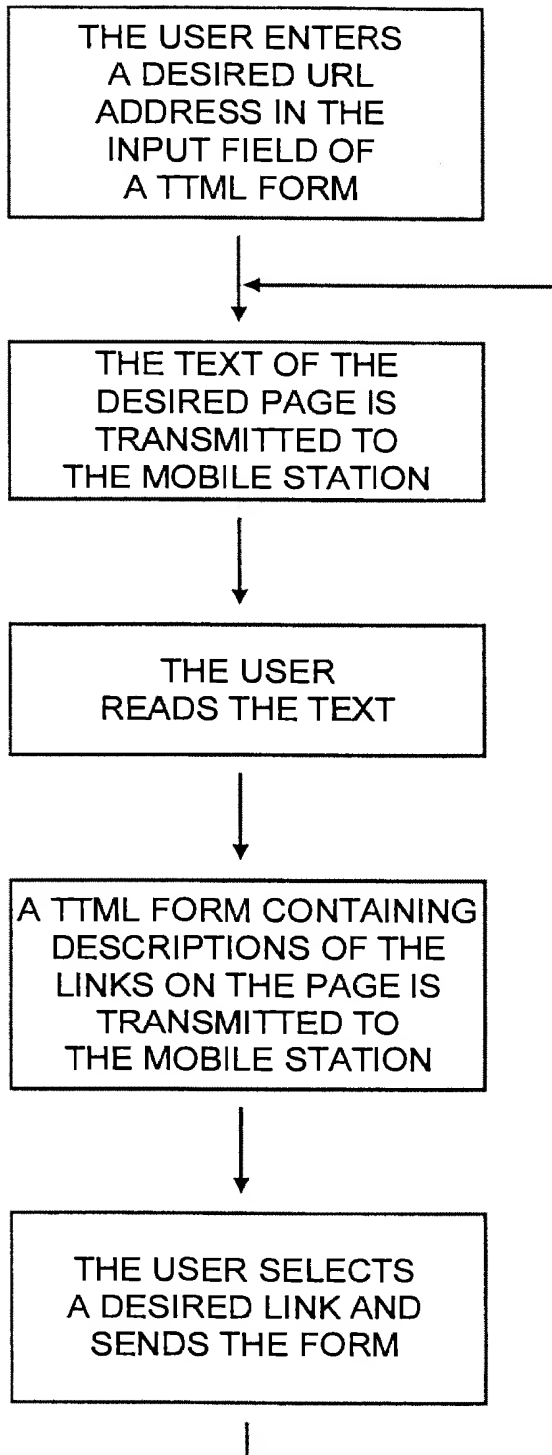 THE USER ENTERS
A DESIRED URL
ADDRESS IN THE
INPUT FIELD OF
A TTML FORM
THE TEXT OF THE
DESIRED PAGE IS
TRANSMITTED TO
THE MOBILE STATION
THE USER
READS THE TEXT
A TTML FORM CONTAINING
DESCRIPTIONS OF THE
LINKS ON THE PAGE IS
TRANSMITTED TO
THE MOBILE STATION
THE USER SELECTS
A DESIRED LINK AND
SENDS THE FORM